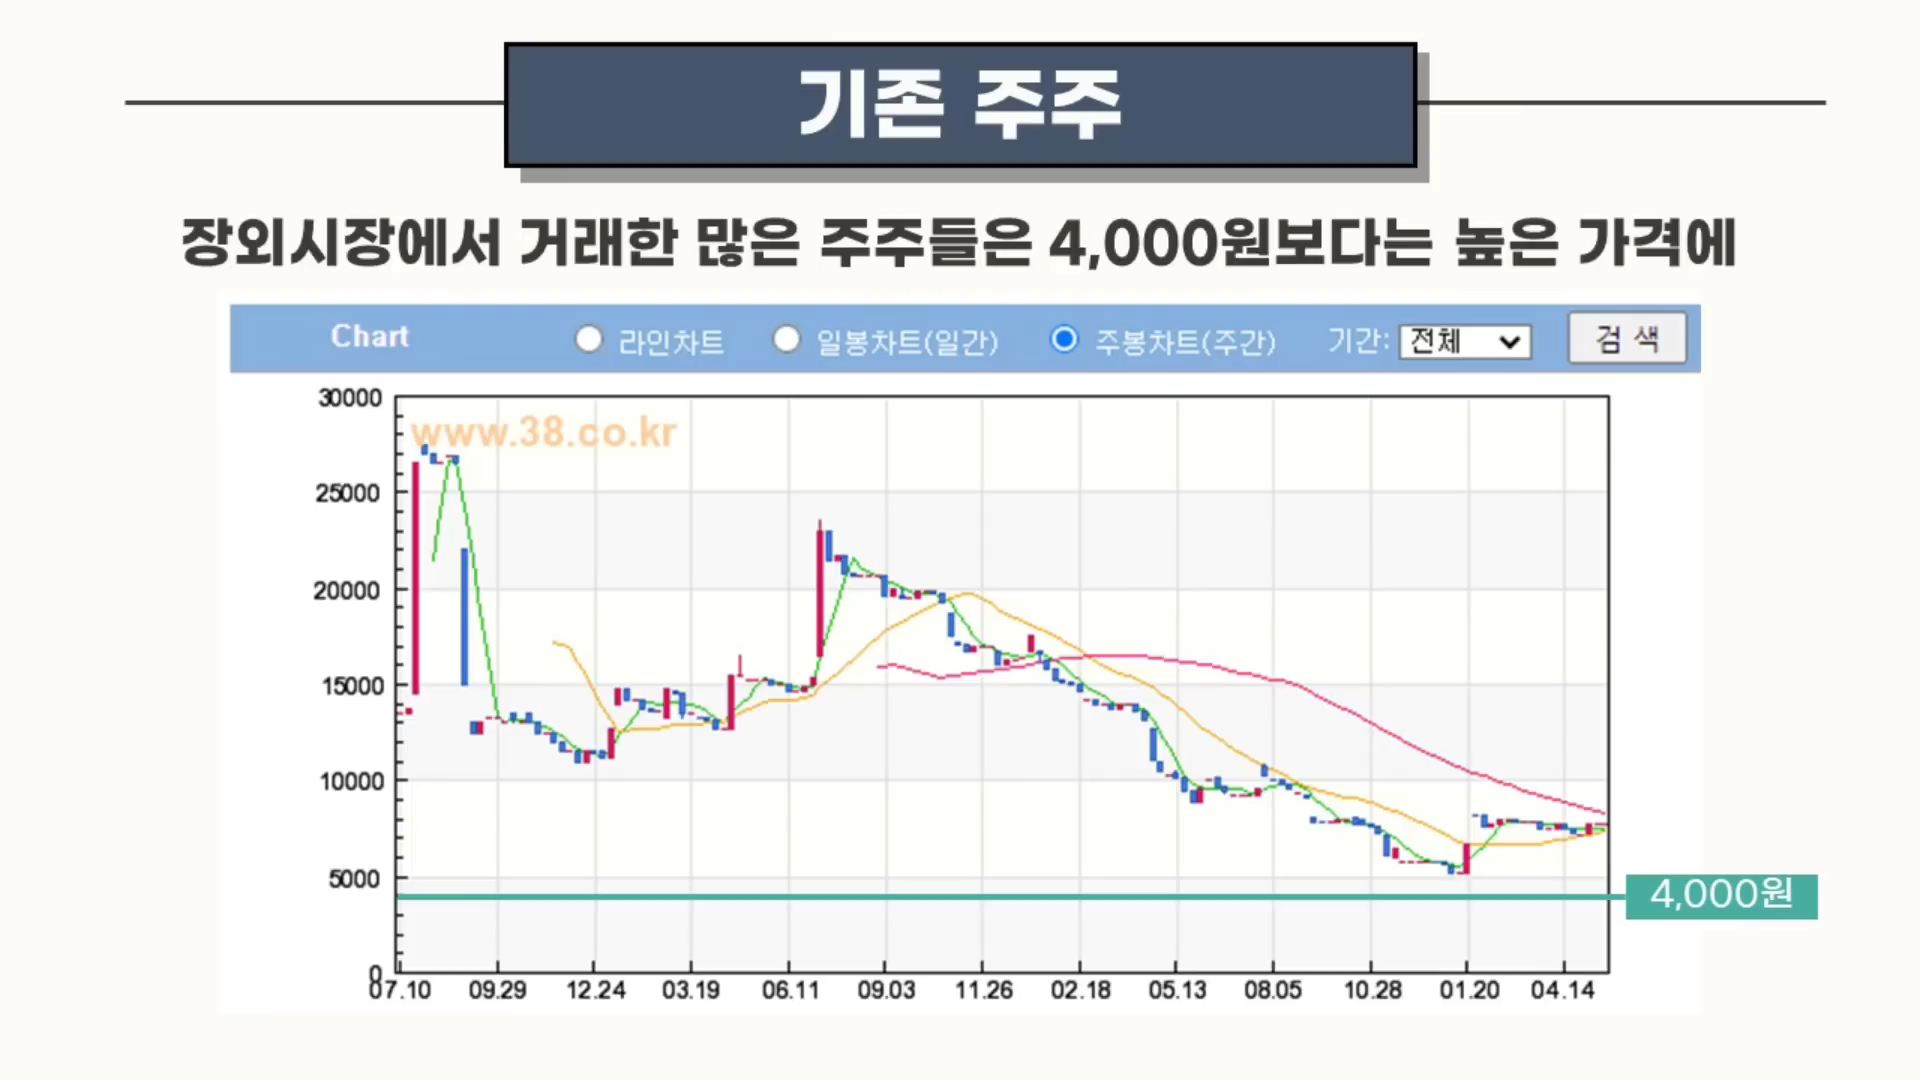 기존 주주
장외시장에서 거래한 많은 주주들은 4,000원보다는 높은 가격에
Chart 라인차트 일봉차트(일간) 주봉차트(주간) 기간: 전체 검 색
www.38.co.kr
30000
25000
20000
15000
10000
5000
4,000원
0
07.10 09.29 12.24 03.19 06.11 09.03 11.26 02.18 05.13 08.05 10.28 01.20 04.14